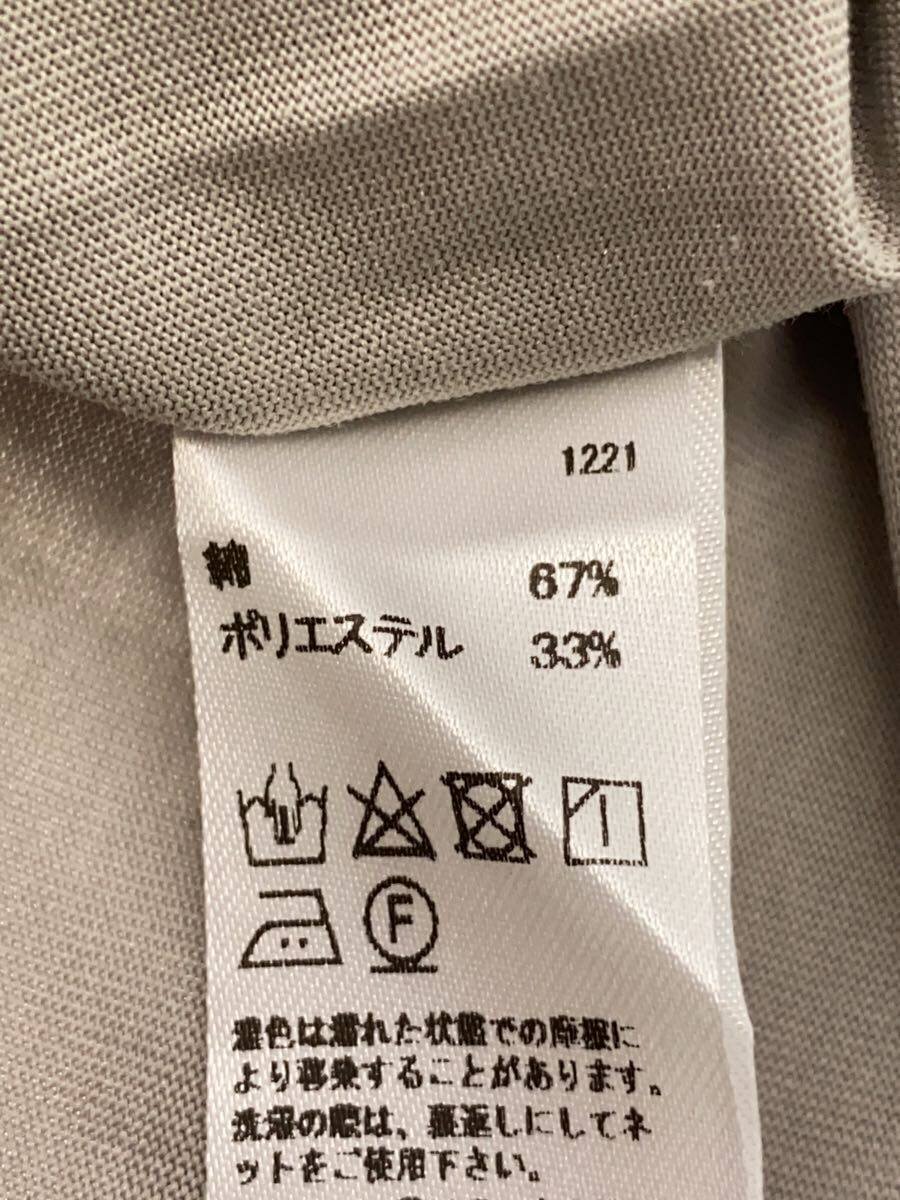 1221
綿 67%
ポリエステル 33%
F
濃色は濡れた状態での摩擦に
より移染することがあります。
洗濯の際は、裏返しにしてネ
ットをご使用下さい。